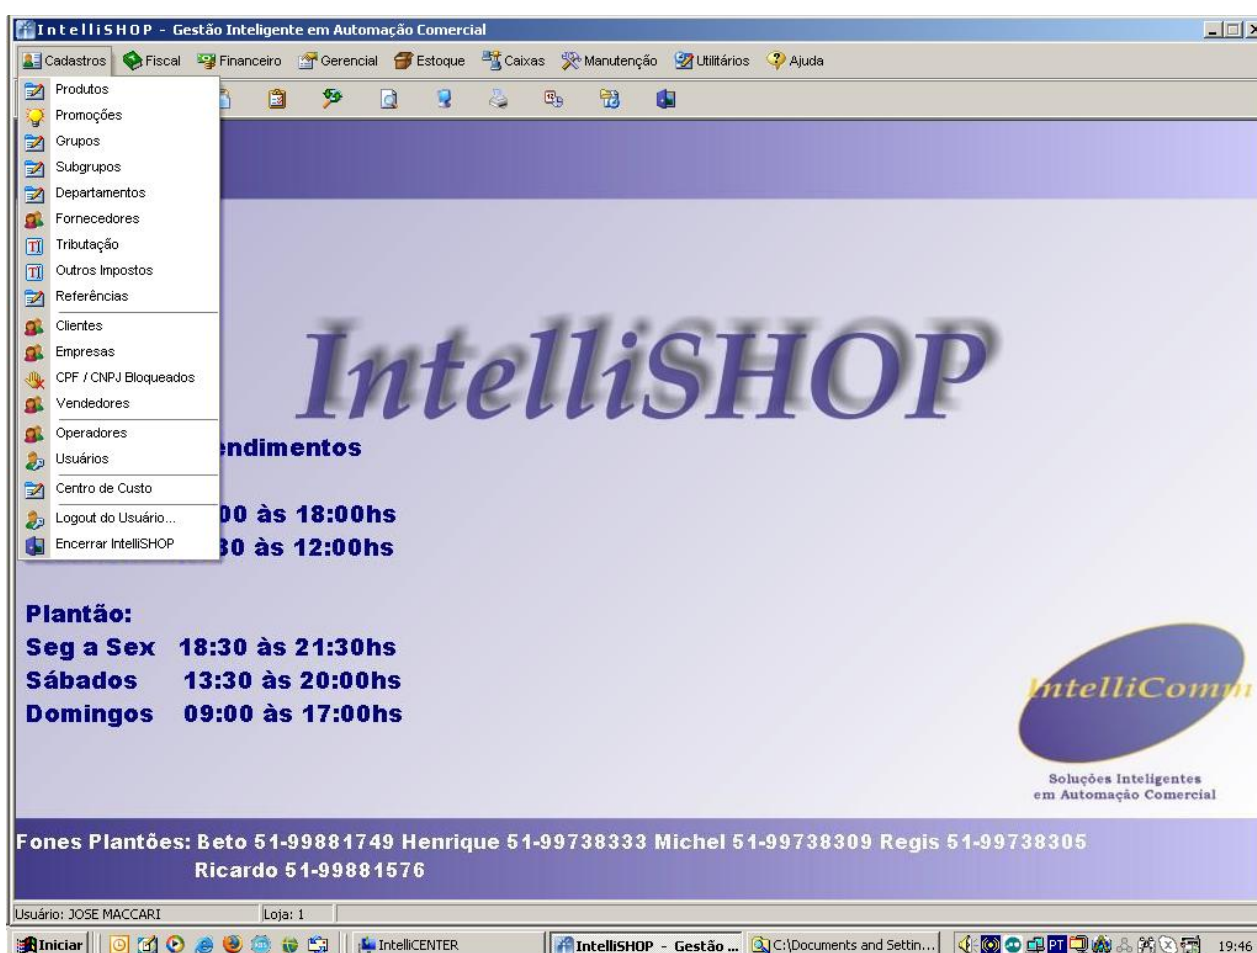 IntelliSHOP - Gestão Inteligente em Automação Comercial
Cadastros Fiscal Financeiro Gerencial Estoque Caixas Manutenção Utilitários Ajuda
Produtos
Promoções
Grupos
Subgrupos
Departamentos
Fornecedores
Tributação
Outros Impostos
Referências
Clientes
Empresas
CPF / CNPJ Bloqueados
Vendedores
Operadores
Usuários
Centro de Custo
Logout do Usuário...
Encerrar IntelliSHOP
IntelliSHOP
endimentos
00 às 18:00hs
30 às 12:00hs
Plantão:
Seg a Sex 18:30 às 21:30hs
Sábados 13:30 às 20:00hs
Domingos 09:00 às 17:00hs
IntelliComm
Soluções Inteligentes
em Automação Comercial
Fones Plantões: Beto 51-99881749 Henrique 51-99738333 Michel 51-99738309 Regis 51-99738305
Ricardo 51-99881576
Usuário: JOSE MACCARI Loja: 1
Iniciar IntelliCENTER IntelliSHOP - Gestão ... C:\Documents and Settin... PT 19:46